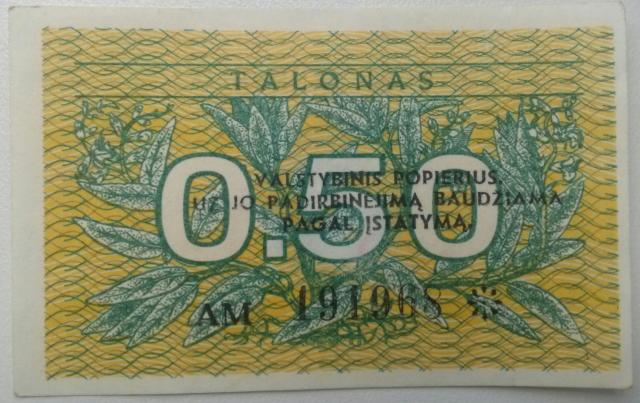 TALONAS
0.50
VALSTYBINIS POPIERIUS.
UŽ JO PADIRBINĖJIMĄ BAUDŽIAMA
PAGAL ĮSTATYMĄ.
AM 191968